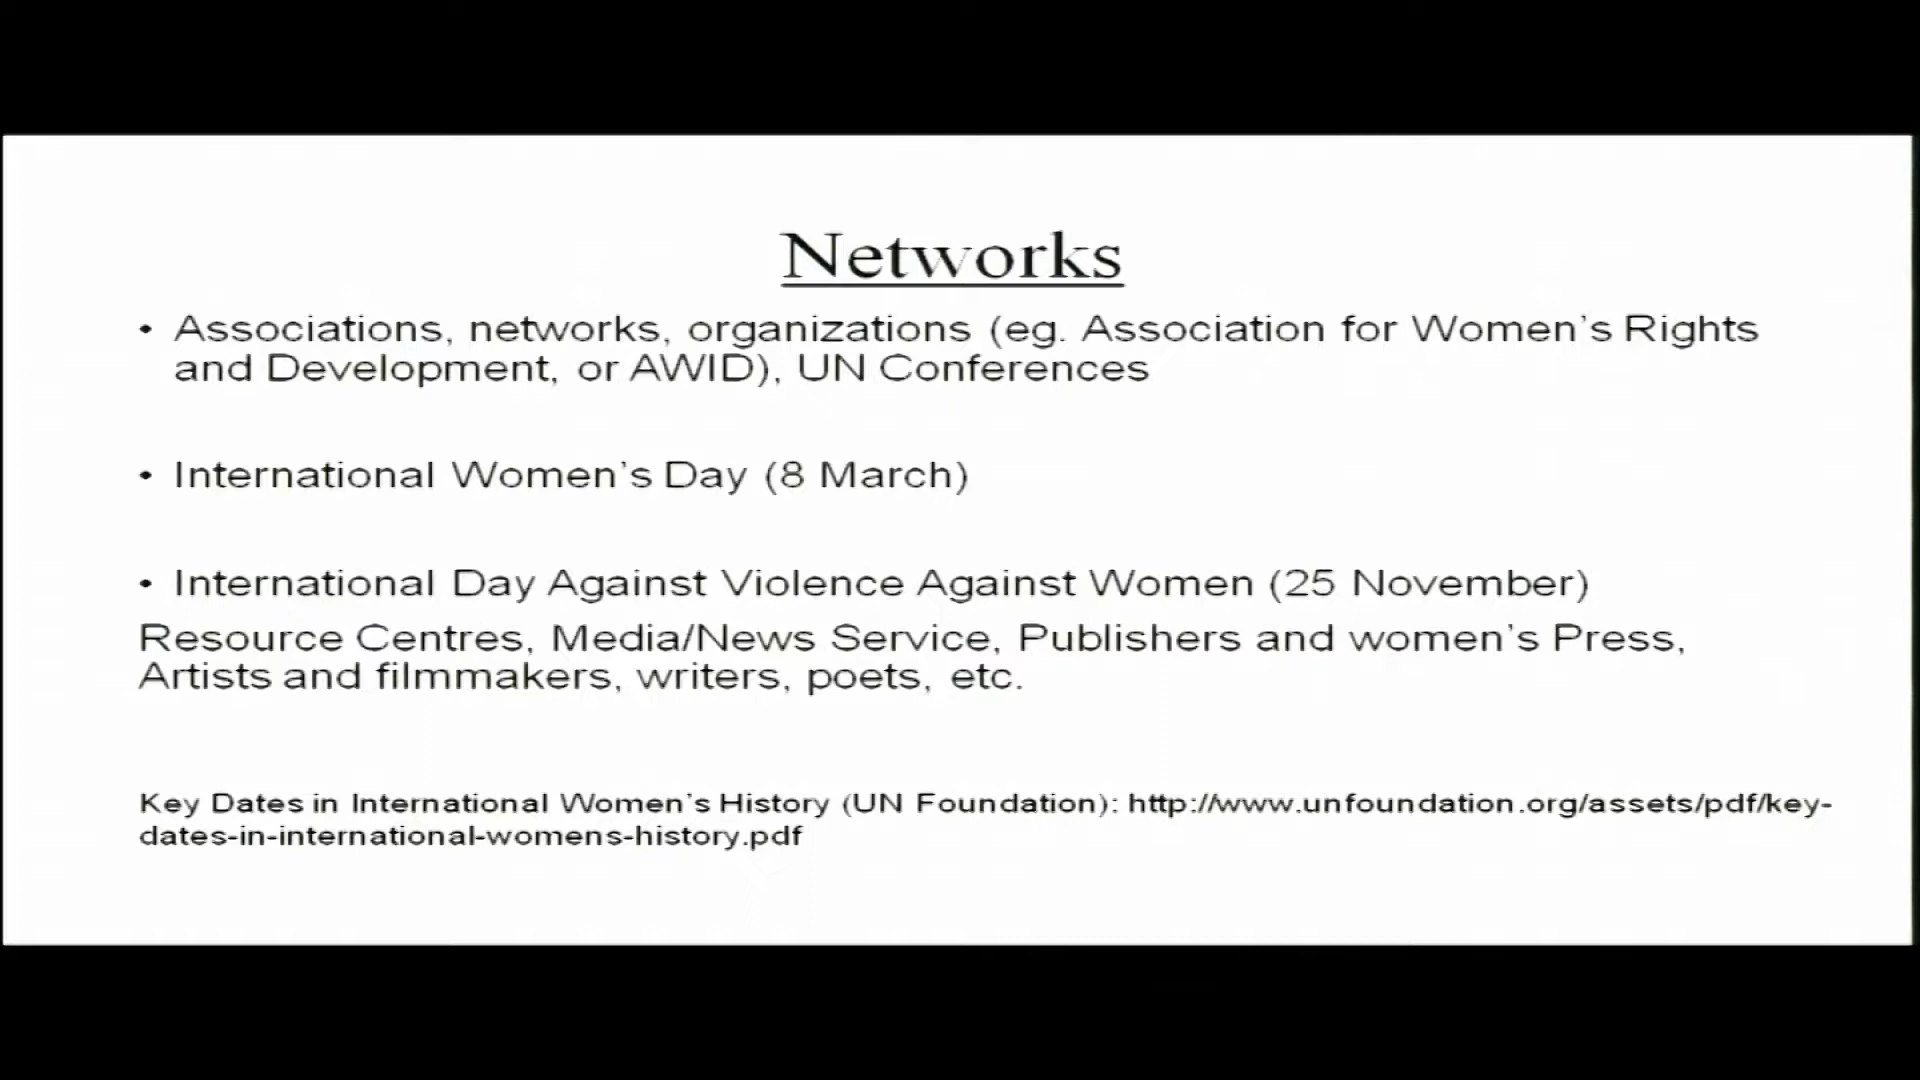 Networks
• Associations, networks, organizations (eg. Association for Women's Rights
and Development, or AWID), UN Conferences
• International Women's Day (8 March)
• International Day Against Violence Against Women (25 November)
Resource Centres, Media/News Service, Publishers and women's Press,
Artists and filmmakers, writers, poets, etc.
Key Dates in International Women's History (UN Foundation): http://www.unfoundation.org/assets/pdf/key-
dates-in-international-womens-history.pdf